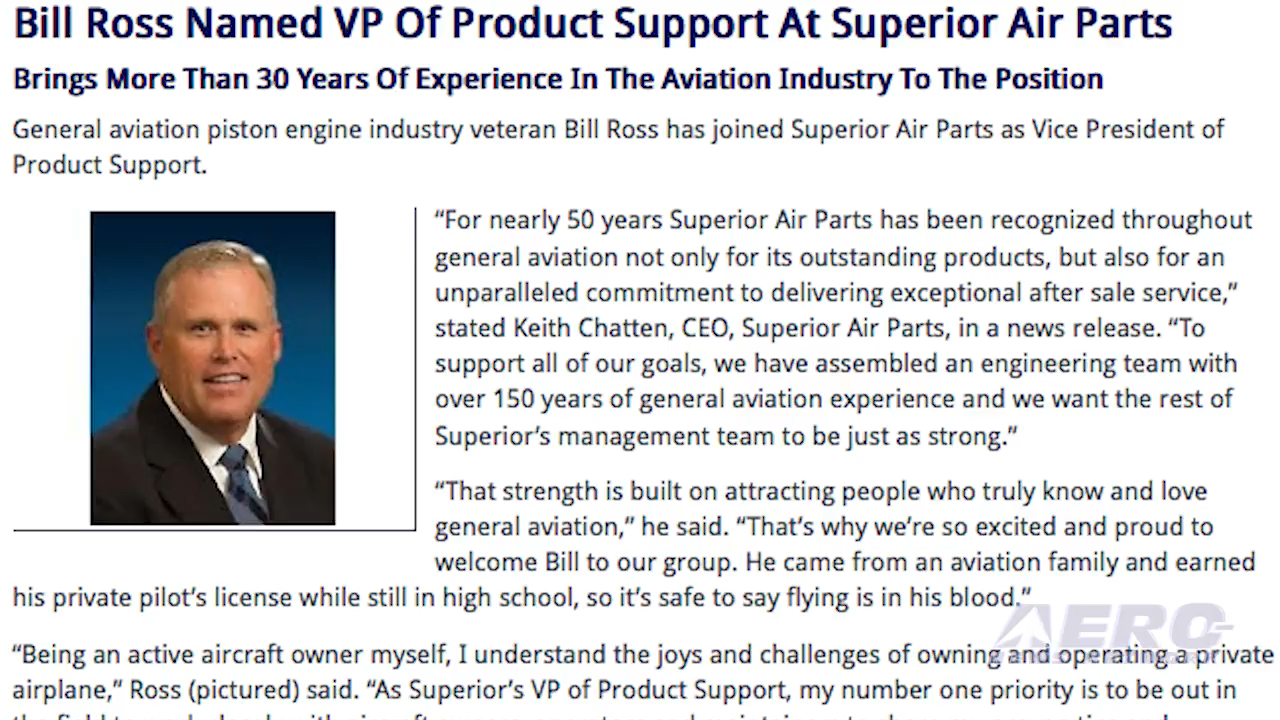 Bill Ross Named VP Of Product Support At Superior Air Parts
Brings More Than 30 Years Of Experience In The Aviation Industry To The Position
General aviation piston engine industry veteran Bill Ross has joined Superior Air Parts as Vice President of
Product Support.
“For nearly 50 years Superior Air Parts has been recognized throughout
general aviation not only for its outstanding products, but also for an
unparalleled commitment to delivering exceptional after sale service,”
stated Keith Chatten, CEO, Superior Air Parts, in a news release. “To
support all of our goals, we have assembled an engineering team with
over 150 years of general aviation experience and we want the rest of
Superior’s management team to be just as strong.”
“That strength is built on attracting people who truly know and love
general aviation,” he said. “That’s why we’re so excited and proud to
welcome Bill to our group. He came from an aviation family and earned
his private pilot’s license while still in high school, so it’s safe to say flying is in his blood.”
“Being an active aircraft owner myself, I understand the joys and challenges of owning and operating a private
airplane,” Ross (pictured) said. “As Superior’s VP of Product Support, my number one priority is to be out in
AERO